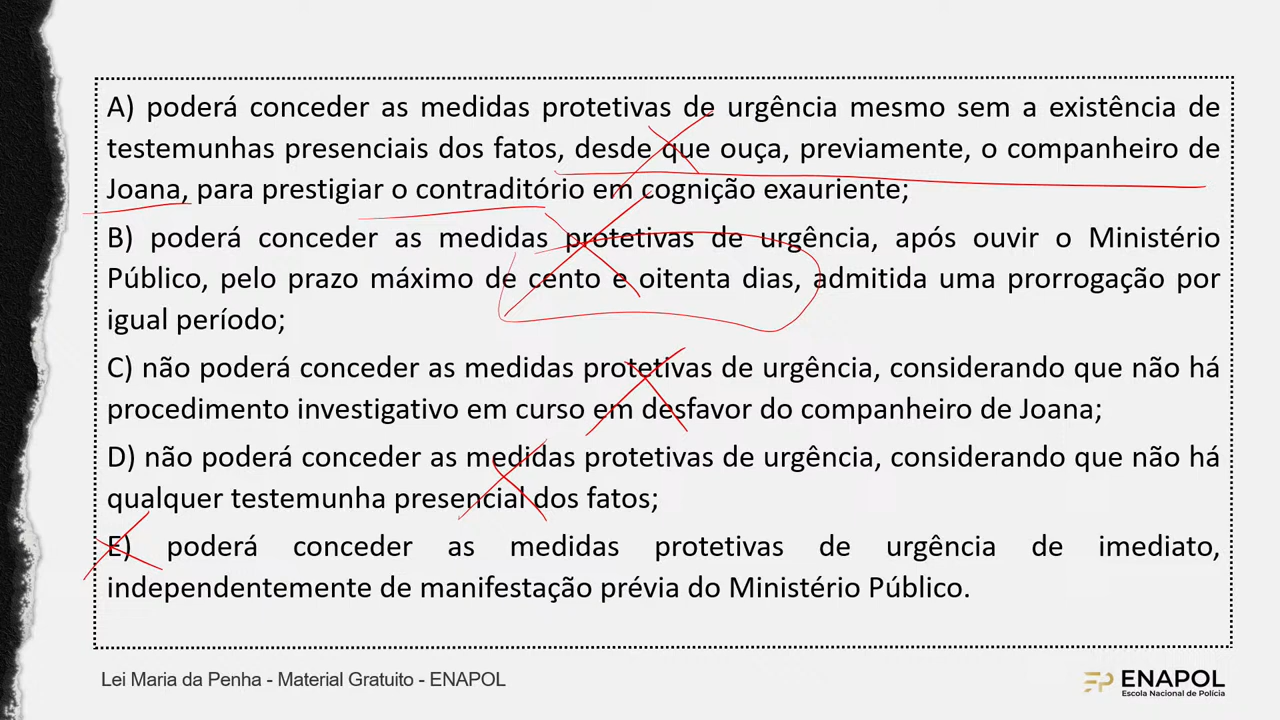 A) poderá conceder as medidas protetivas de urgência mesmo sem a existência de
testemunhas presenciais dos fatos, desde que ouça, previamente, o companheiro de
Joana, para prestigiar o contraditório em cognição exauriente;
B) poderá conceder as medidas protetivas de urgência, após ouvir o Ministério
Público, pelo prazo máximo de cento e oitenta dias, admitida uma prorrogação por
igual período;
C) não poderá conceder as medidas protetivas de urgência, considerando que não há
procedimento investigativo em curso em desfavor do companheiro de Joana;
D) não poderá conceder as medidas protetivas de urgência, considerando que não há
qualquer testemunha presencial dos fatos;
E) poderá conceder as medidas protetivas de urgência de imediato,
independentemente de manifestação prévia do Ministério Público.
Lei Maria da Penha - Material Gratuito - ENAPOL
ENAPOL
Escola Nacional de Polícia